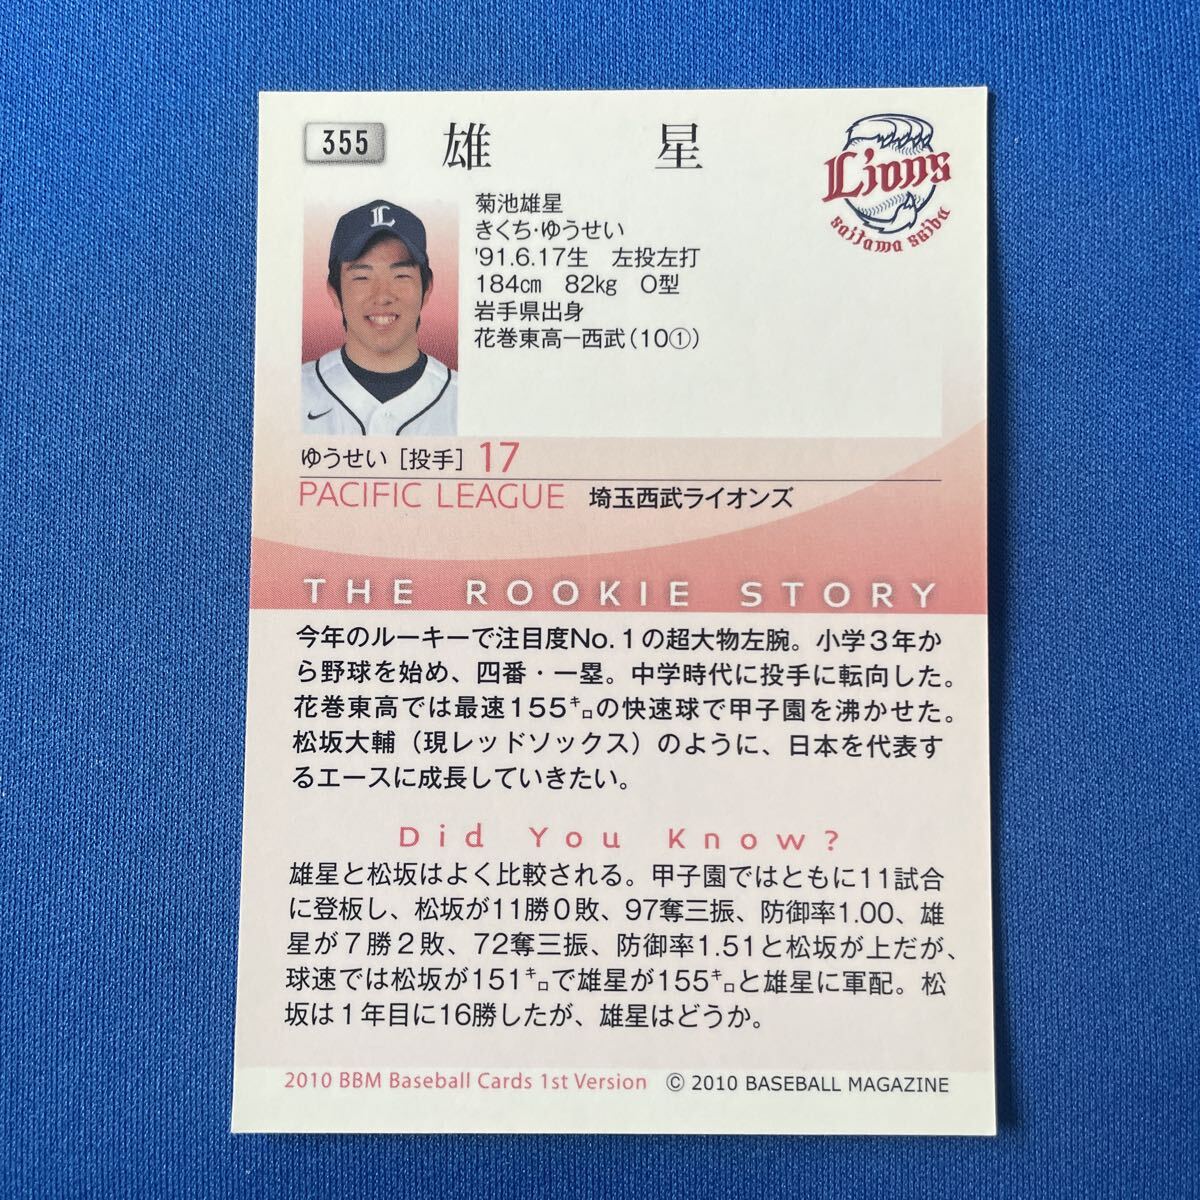 355
雄 星
Lions
Saitama Seibu
L
菊池雄星
きくち・ゆうせい
'91.6.17生 左投左打
184㎝ 82㎏ O型
岩手県出身
花巻東高ー西武(10①)
ゆうせい [投手] 17
PACIFIC LEAGUE 埼玉西武ライオンズ
THE ROOKIE STORY
今年のルーキーで注目度No.1の超大物左腕。小学3年か
ら野球を始め、四番・一塁。中学時代に投手に転向した。
花巻東高では最速155㌔の快速球で甲子園を沸かせた。
松坂大輔（現レッドソックス）のように、日本を代表す
るエースに成長していきたい。
Did You Know?
雄星と松坂はよく比較される。甲子園ではともに11試合
に登板し、松坂が11勝0敗、97奪三振、防御率1.00、雄
星が7勝2敗、72奪三振、防御率1.51と松坂が上だが、
球速では松坂が151㌔で雄星が155㌔と雄星に軍配。松
坂は1年目に16勝したが、雄星はどうか。
2010 BBM Baseball Cards 1st Version © 2010 BASEBALL MAGAZINE